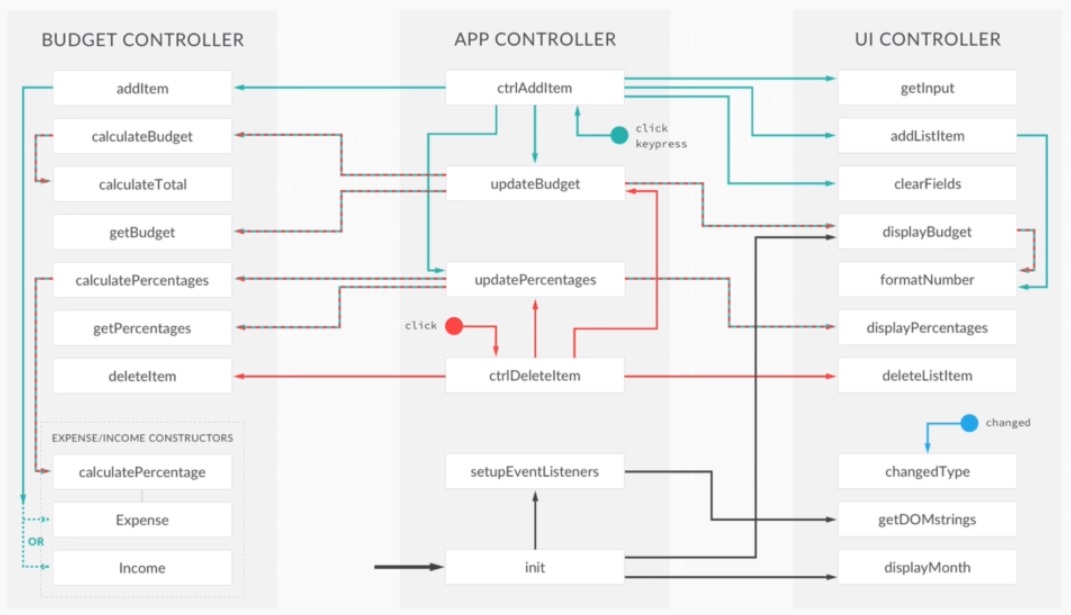 BUDGET CONTROLLER
addItem
calculateBudget
calculateTotal
getBudget
calculatePercentages
getPercentages
deleteItem
EXPENSE/INCOME CONSTRUCTORS
calculatePercentage
Expense
OR
Income
APP CONTROLLER
ctrlAddItem
click
keypress
updateBudget
updatePercentages
click
ctrlDeleteItem
setupEventListeners
init
UI CONTROLLER
getInput
addListItem
clearFields
displayBudget
formatNumber
displayPercentages
deleteListItem
changed
changedType
getDOMstrings
displayMonth